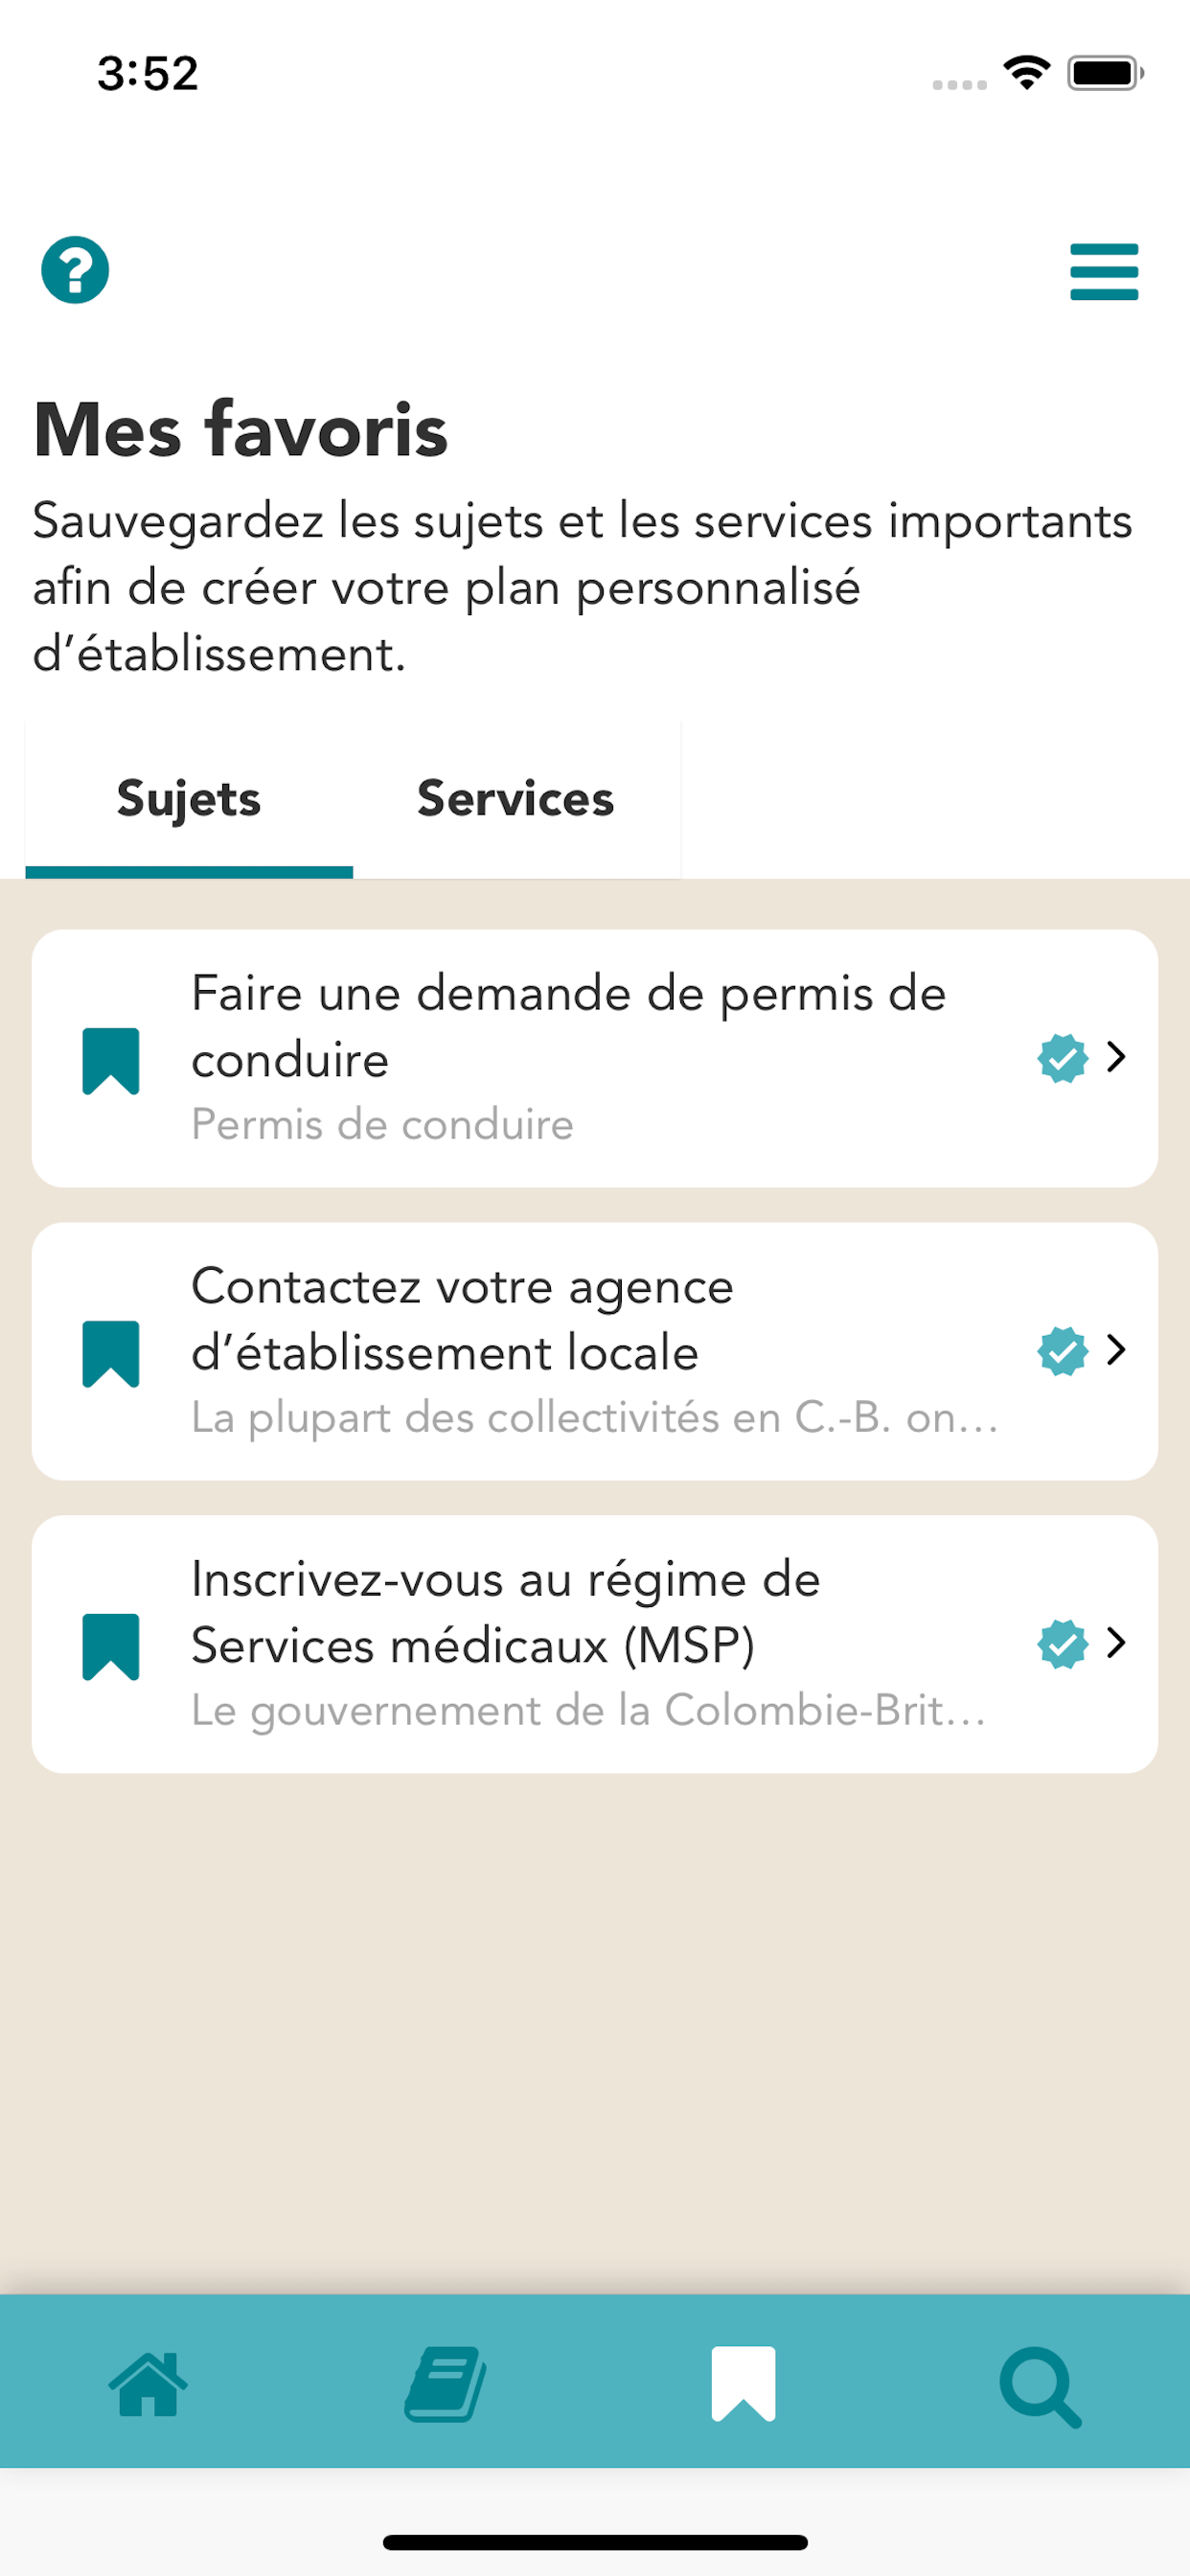 3:52
Mes favoris
Sauvegardez les sujets et les services importants
afin de créer votre plan personnalisé
d’établissement.
Sujets
Services
Faire une demande de permis de
conduire
Permis de conduire
Contactez votre agence
d’établissement locale
La plupart des collectivités en C.-B. on...
Inscrivez-vous au régime de
Services médicaux (MSP)
Le gouvernement de la Colombie-Brit...